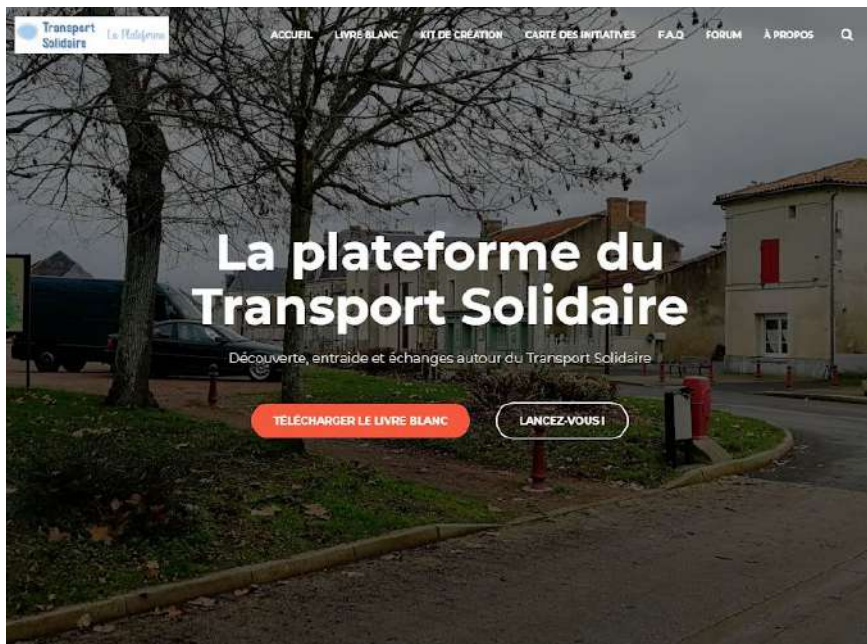 Transport
Solidaire
La Plateforme
ACCUEIL LIVRE BLANC KIT DE CRÉATION CARTE DES INITIATIVES F.A.Q FORUM À PROPOS
La plateforme du
Transport Solidaire
Découverte, entraide et échanges autour du Transport Solidaire
TÉLÉCHARGER LE LIVRE BLANC LANCEZ-VOUS !